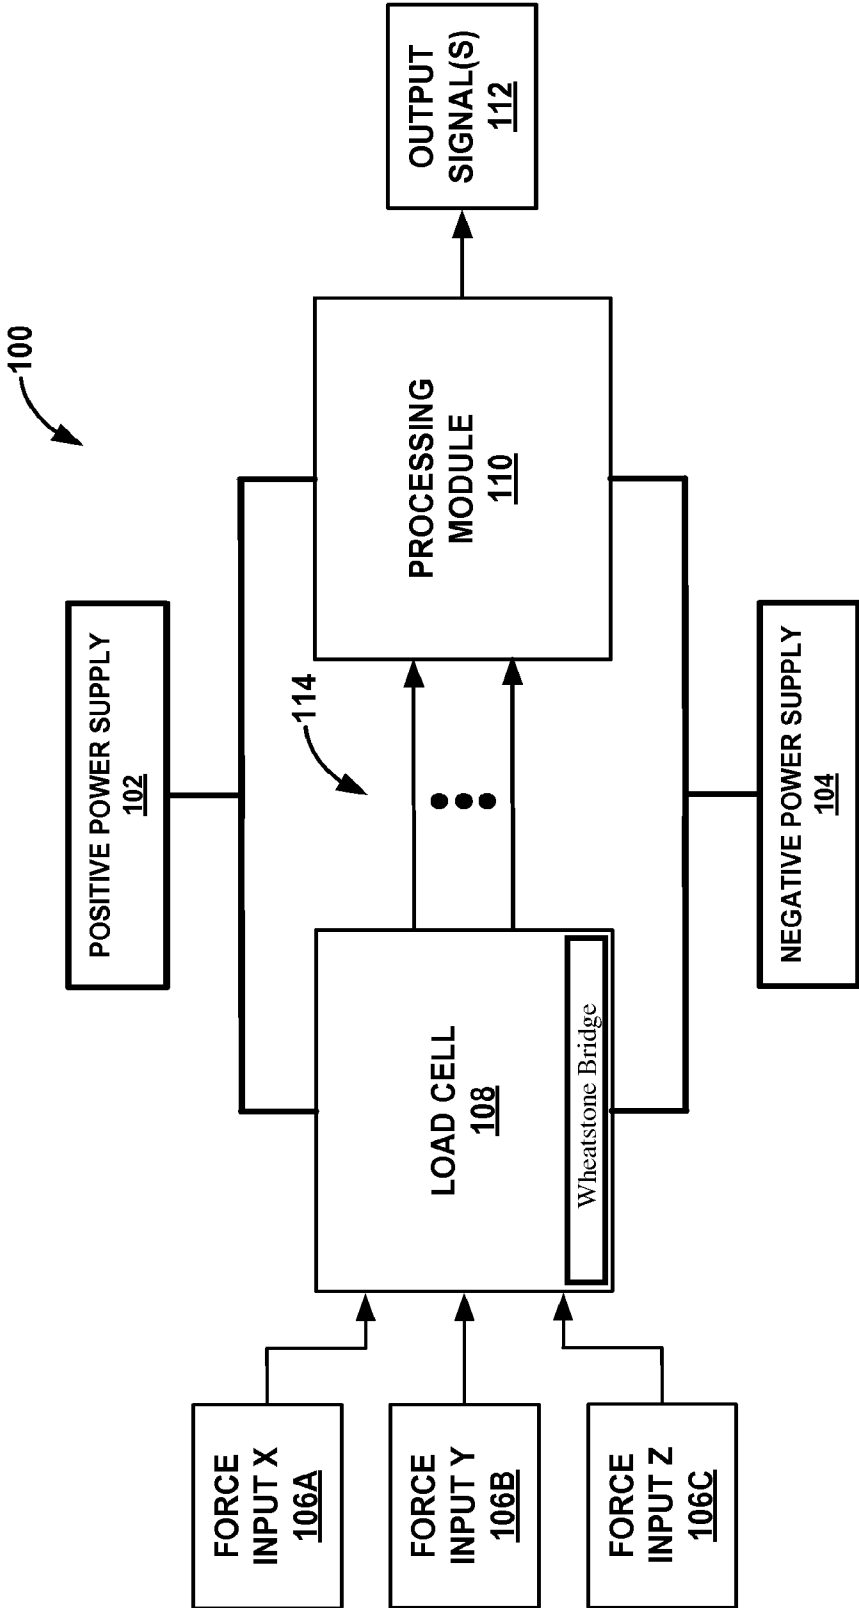 100
POSITIVE POWER SUPPLY
102
FORCE
INPUT X
106A
FORCE
INPUT Y
106B
FORCE
INPUT Z
106C
LOAD CELL
108
Wheatstone Bridge
114
PROCESSING
MODULE
110
OUTPUT
SIGNAL(S)
112
NEGATIVE POWER SUPPLY
104